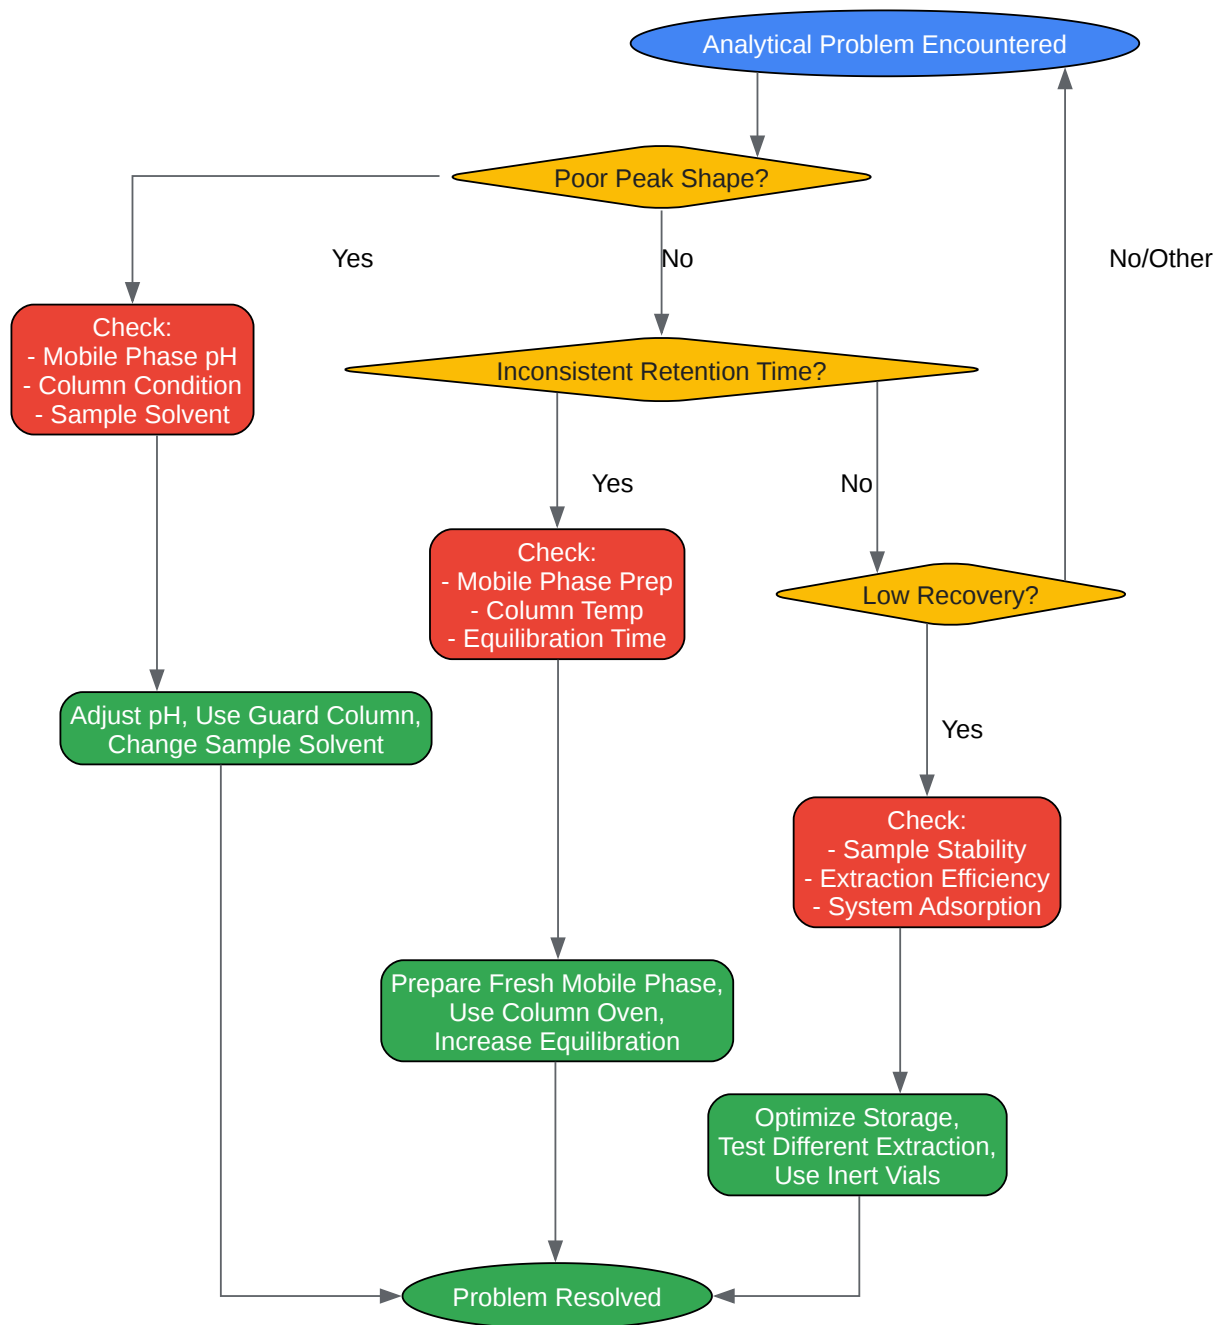 Analytical Problem Encountered
Poor Peak Shape?
Yes
No
No/Other
Check:
- Mobile Phase pH
- Column Condition
- Sample Solvent
Inconsistent Retention Time?
Yes
No
Check:
- Mobile Phase Prep
- Column Temp
- Equilibration Time
Low Recovery?
Adjust pH, Use Guard Column,
Change Sample Solvent
Yes
Check:
- Sample Stability
- Extraction Efficiency
- System Adsorption
Prepare Fresh Mobile Phase,
Use Column Oven,
Increase Equilibration
Optimize Storage,
Test Different Extraction,
Use Inert Vials
Problem Resolved